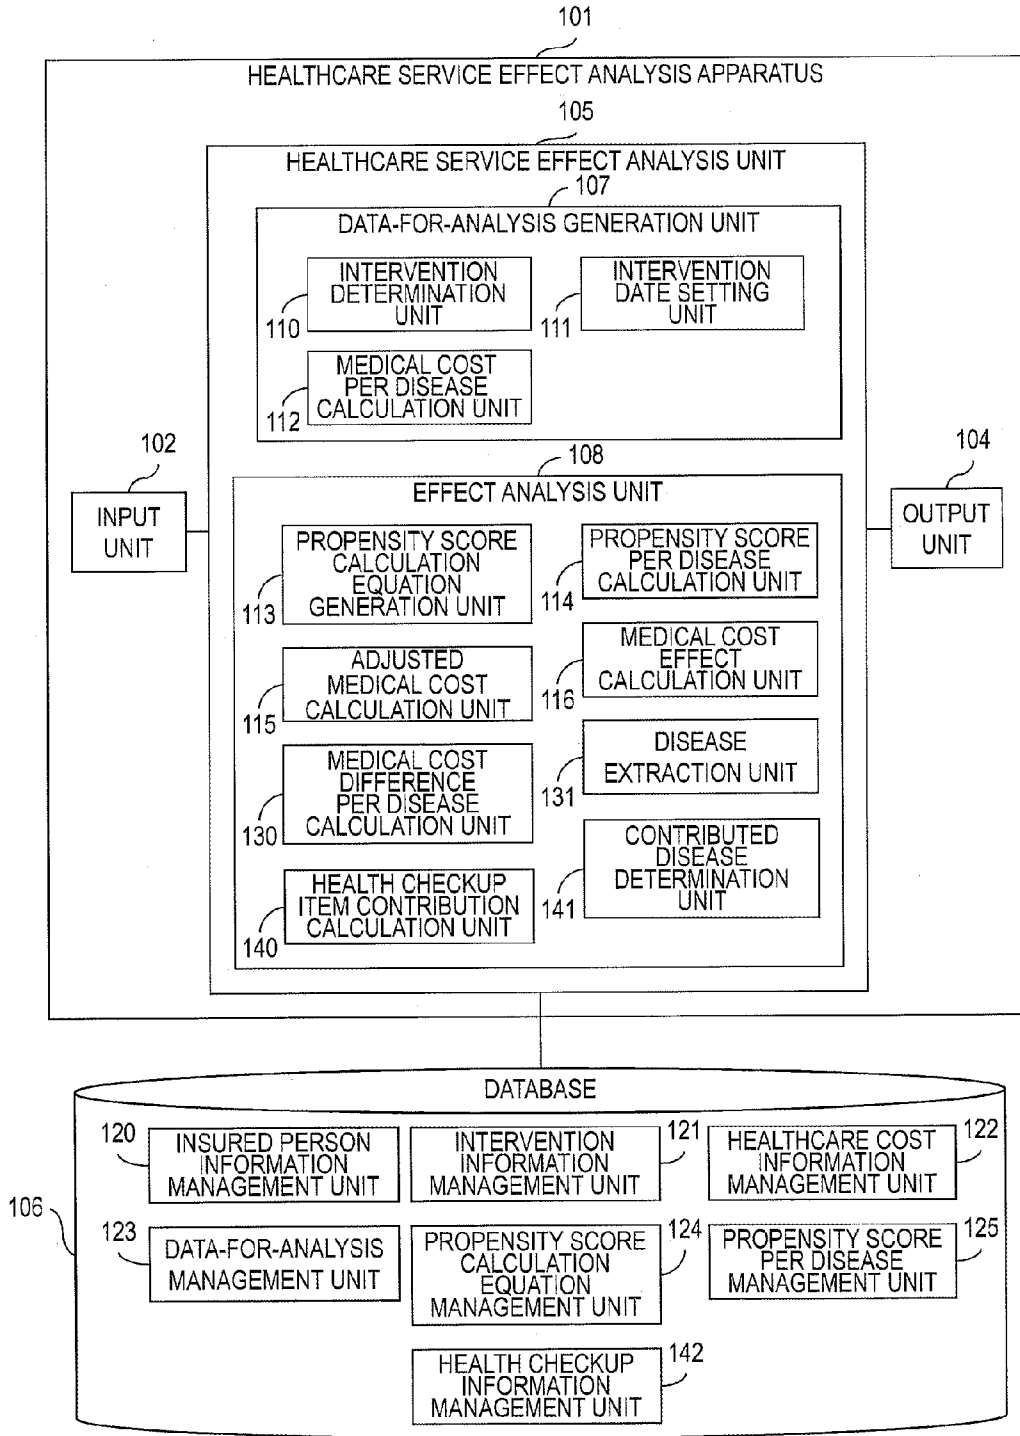 101
HEALTHCARE SERVICE EFFECT ANALYSIS APPARATUS
105
HEALTHCARE SERVICE EFFECT ANALYSIS UNIT
107
DATA-FOR-ANALYSIS GENERATION UNIT
INTERVENTION
DETERMINATION
UNIT
110
INTERVENTION
DATE SETTING
UNIT
111
MEDICAL COST
PER DISEASE
CALCULATION UNIT
112
102
INPUT
UNIT
104
OUTPUT
UNIT
108
EFFECT ANALYSIS UNIT
PROPENSITY SCORE
CALCULATION
EQUATION
GENERATION UNIT
113
PROPENSITY SCORE
PER DISEASE
CALCULATION UNIT
114
ADJUSTED
MEDICAL COST
CALCULATION UNIT
115
MEDICAL COST
EFFECT
CALCULATION UNIT
116
MEDICAL COST
DIFFERENCE
PER DISEASE
CALCULATION UNIT
130
DISEASE
EXTRACTION UNIT
131
HEALTH CHECKUP
ITEM CONTRIBUTION
CALCULATION UNIT
140
CONTRIBUTED
DISEASE
DETERMINATION
UNIT
141
DATABASE
106
120
INSURED PERSON
INFORMATION
MANAGEMENT UNIT
INTERVENTION
INFORMATION
MANAGEMENT UNIT
121
HEALTHCARE COST
INFORMATION
MANAGEMENT UNIT
122
123
DATA-FOR-ANALYSIS
MANAGEMENT UNIT
PROPENSITY SCORE
CALCULATION
EQUATION
MANAGEMENT UNIT
124
PROPENSITY SCORE
PER DISEASE
MANAGEMENT UNIT
125
HEALTH CHECKUP
INFORMATION
MANAGEMENT UNIT
142